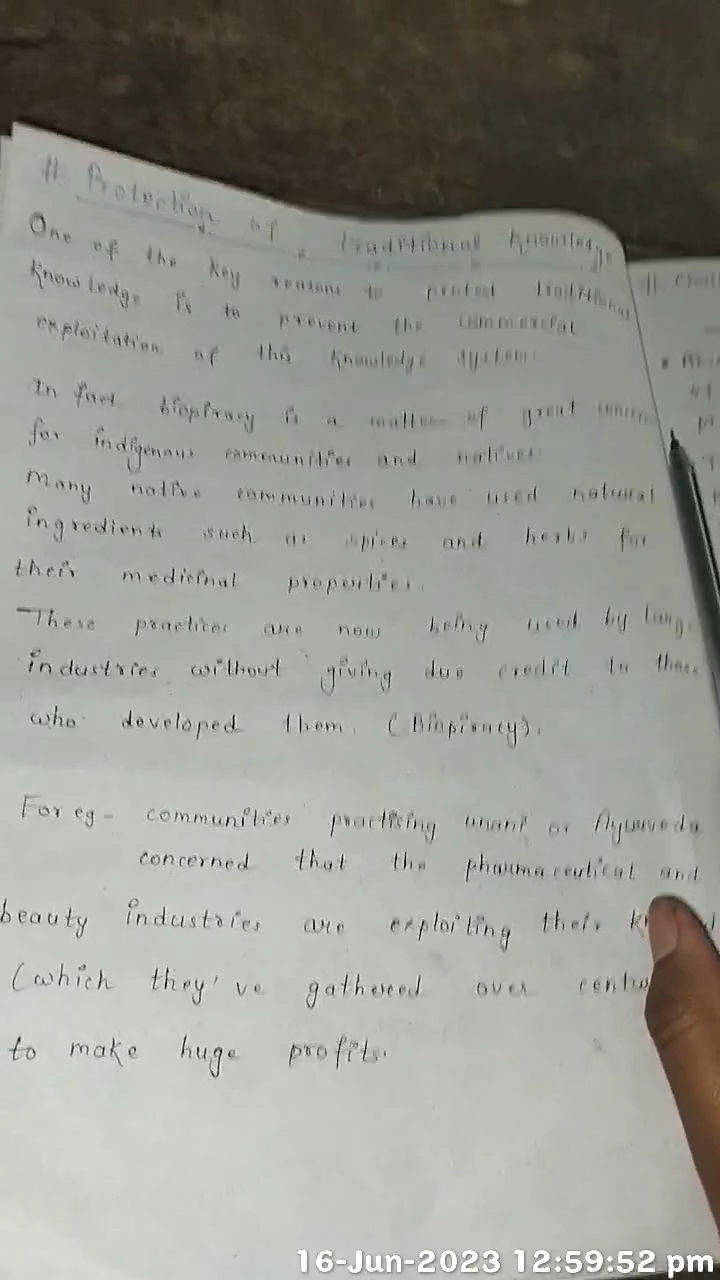 # Protection of traditional knowledge
One of the key reasons to protect traditional
knowledge is to prevent the commercial
exploitation of this knowledge system.
In fact biopiracy is a matter of great
for indigenous communities and natives.
Many native communities have used natural
ingredients such as spices and herbs for
their medicinal properties.
These practices are now being used by large
industries without giving due credit to those
who developed them. (Biopiracy).
For eg - communities practising unani or Ayurveda
concerned that the pharmaceutical and
beauty industries are exploiting their
(which they've gathered over
to make huge profits.
16-Jun-2023 12:59:52 pm